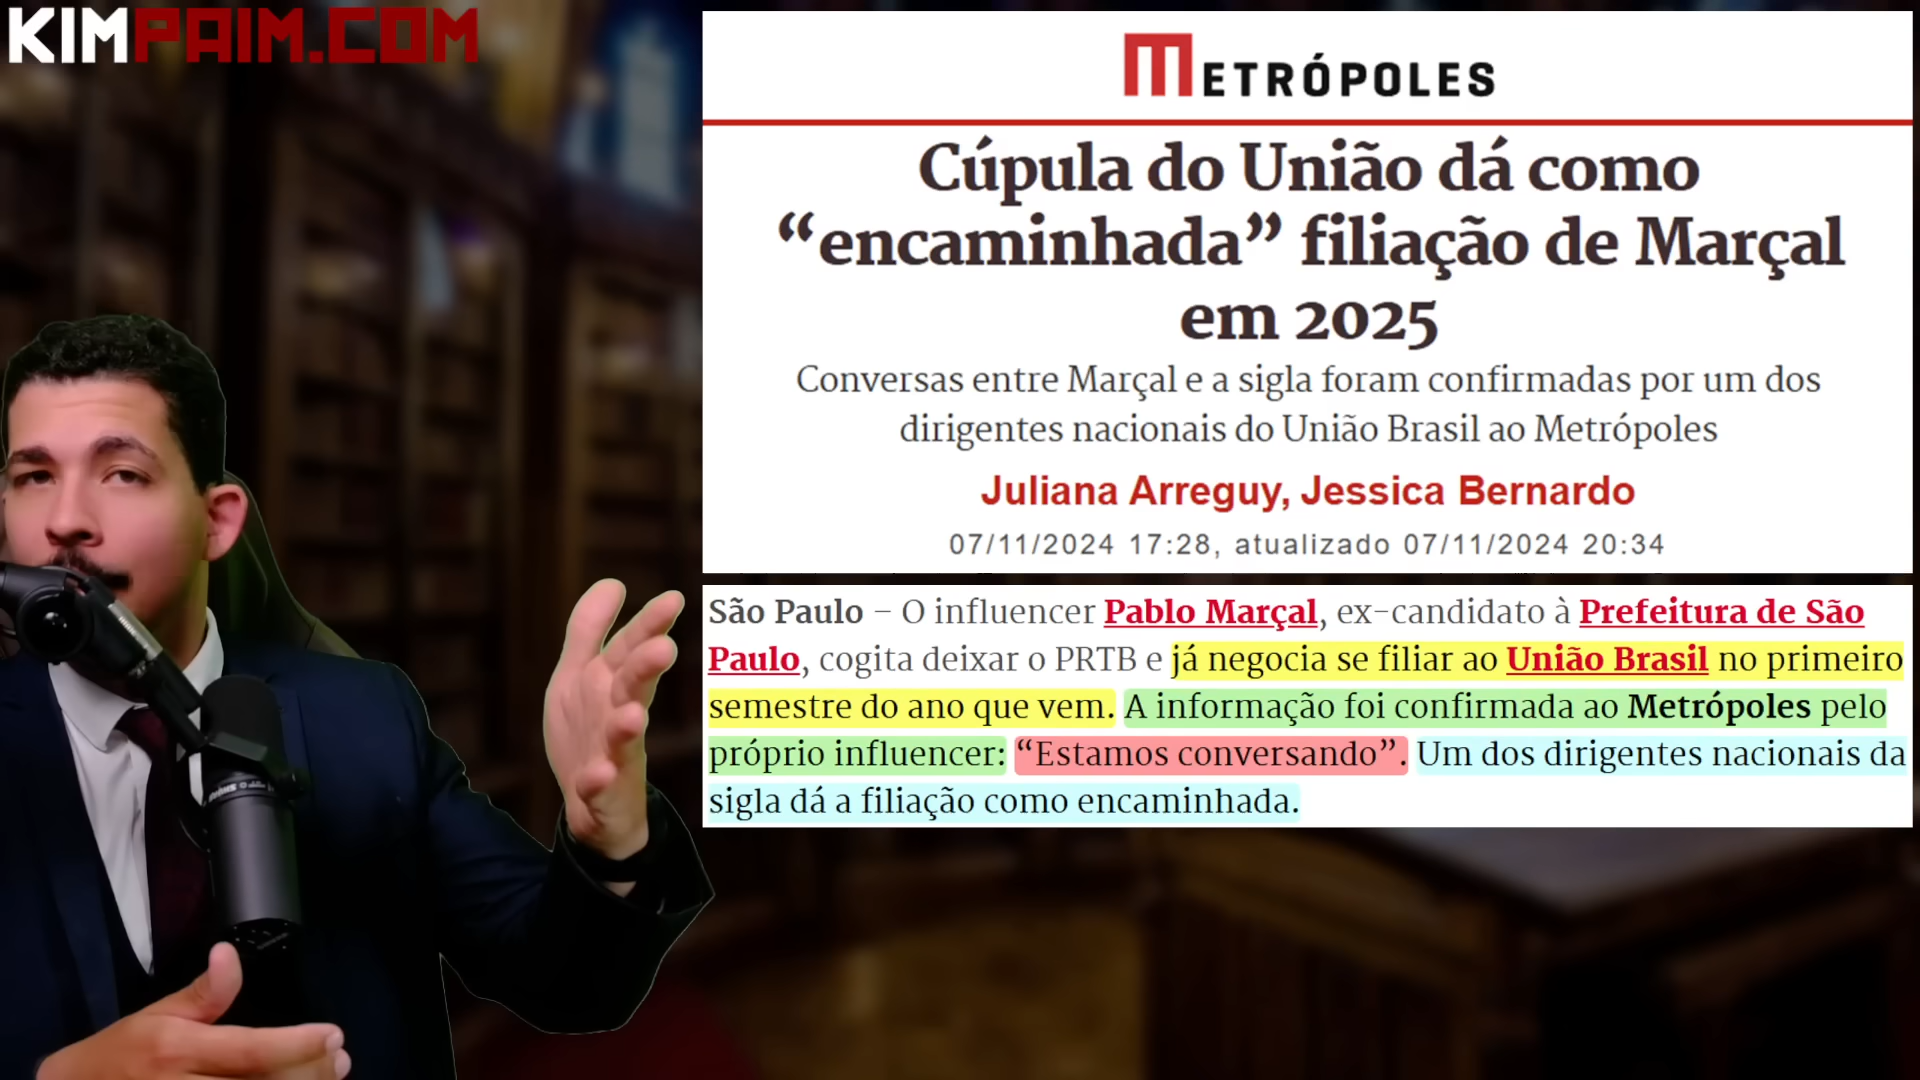 KIMPAIM.COM
METRÓPOLES
Cúpula do União dá como
“encaminhada” filiação de Marçal
em 2025
Conversas entre Marçal e a sigla foram confirmadas por um dos
dirigentes nacionais do União Brasil ao Metrópoles
Juliana Arreguy, Jessica Bernardo
07/11/2024 17:28, atualizado 07/11/2024 20:34
São Paulo – O influencer Pablo Marçal, ex-candidato à Prefeitura de São
Paulo, cogita deixar o PRTB e já negocia se filiar ao União Brasil no primeiro
semestre do ano que vem. A informação foi confirmada ao Metrópoles pelo
próprio influencer: “Estamos conversando”. Um dos dirigentes nacionais da
sigla dá a filiação como encaminhada.